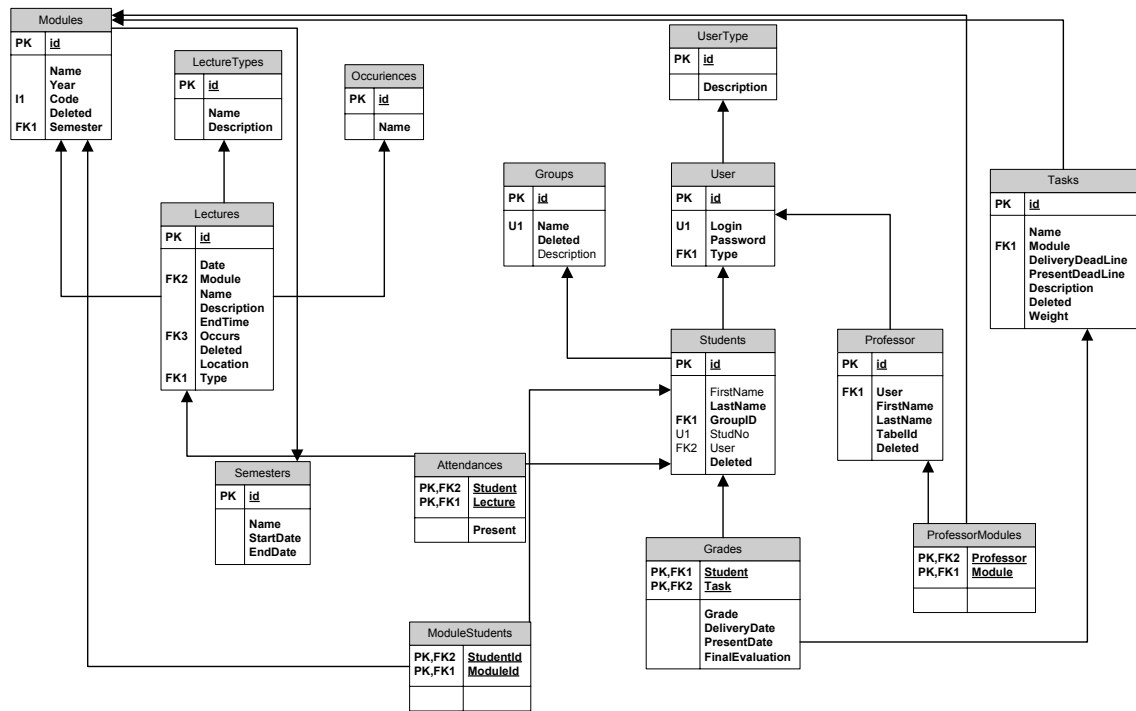 Modules
PK id
Name
Year
I1 Code
Deleted
FK1 Semester
LectureTypes
PK id
Name
Description
Occuriences
PK id
Name
UserType
PK id
Description
Groups
PK id
U1 Name
Deleted
Description
User
PK id
U1 Login
Password
FK1 Type
Tasks
PK id
Name
FK1 Module
DeliveryDeadLine
PresentDeadLine
Description
Deleted
Weight
Lectures
PK id
Date
FK2 Module
Name
Description
EndTime
FK3 Occurs
Deleted
Location
FK1 Type
Students
PK id
FirstName
LastName
FK1 GroupID
U1 StudNo
FK2 User
Deleted
Professor
PK id
FK1 User
FirstName
LastName
TabelId
Deleted
Semesters
PK id
Name
StartDate
EndDate
Attendances
PK,FK2 Student
PK,FK1 Lecture
Present
Grades
PK,FK1 Student
PK,FK2 Task
Grade
DeliveryDate
PresentDate
FinalEvaluation
ProfessorModules
PK,FK2 Professor
PK,FK1 Module
ModuleStudents
PK,FK2 StudentId
PK,FK1 ModuleId